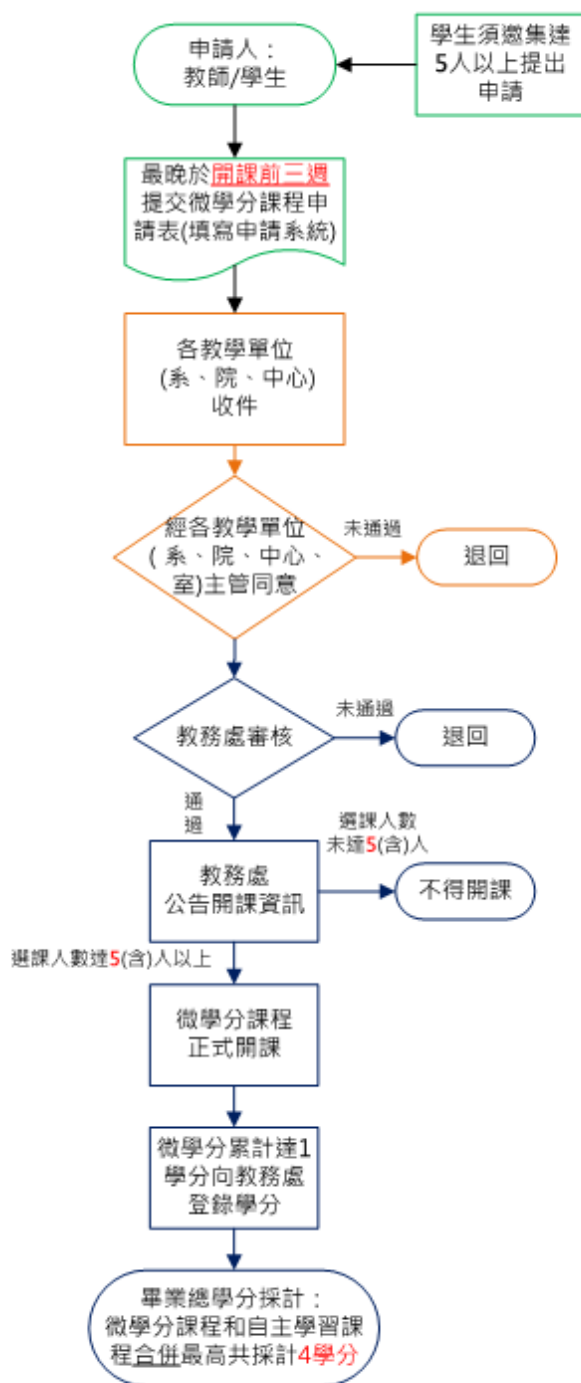 申請人：
教師/學生
學生須邀集達
5人以上提出
申請
最晚於開課前三週
提交微學分課程申
請表(填寫申請系統)
各教學單位
(系、院、中心)
收件
經各教學單位
( 系、院、中心、
室)主管同意
未通過
退回
教務處審核
未通過
退回
通
過
教務處
公告開課資訊
選課人數
未達5(含)人
不得開課
選課人數達5(含)人以上
微學分課程
正式開課
微學分累計達1
學分向教務處
登錄學分
畢業總學分採計：
微學分課程和自主學習課
程合併最高共採計4學分